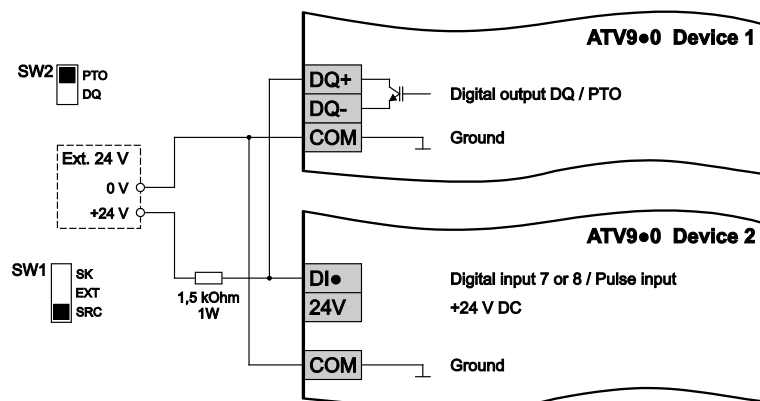 ATV9●0 Device 1
SW2
PTO
DQ
DQ+
DQ-
Digital output DQ / PTO
COM
Ground
Ext. 24 V
0 V
+24 V
ATV9●0 Device 2
SW1
SK
EXT
SRC
1,5 kOhm
1W
DI●
Digital input 7 or 8 / Pulse input
24V
+24 V DC
COM
Ground